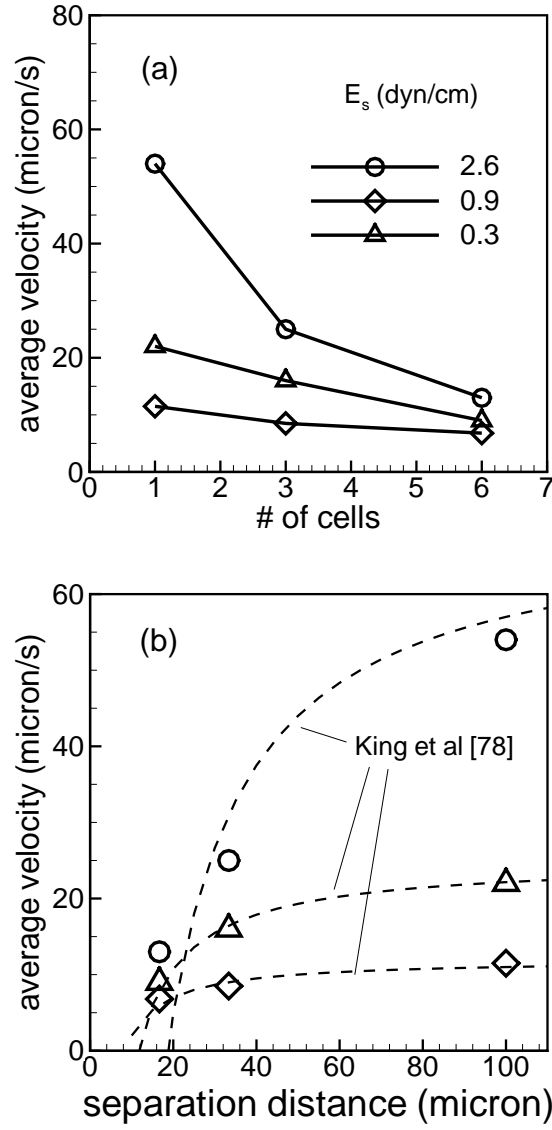 80
60
40
20
0
average velocity (micron/s)
(a)
E_s (dyn/cm)
2.6
0.9
0.3
0 1 2 3 4 5 6 7
# of cells
60
40
20
0
average velocity (micron/s)
(b)
King et al [78]
0 20 40 60 80 100
separation distance (micron)